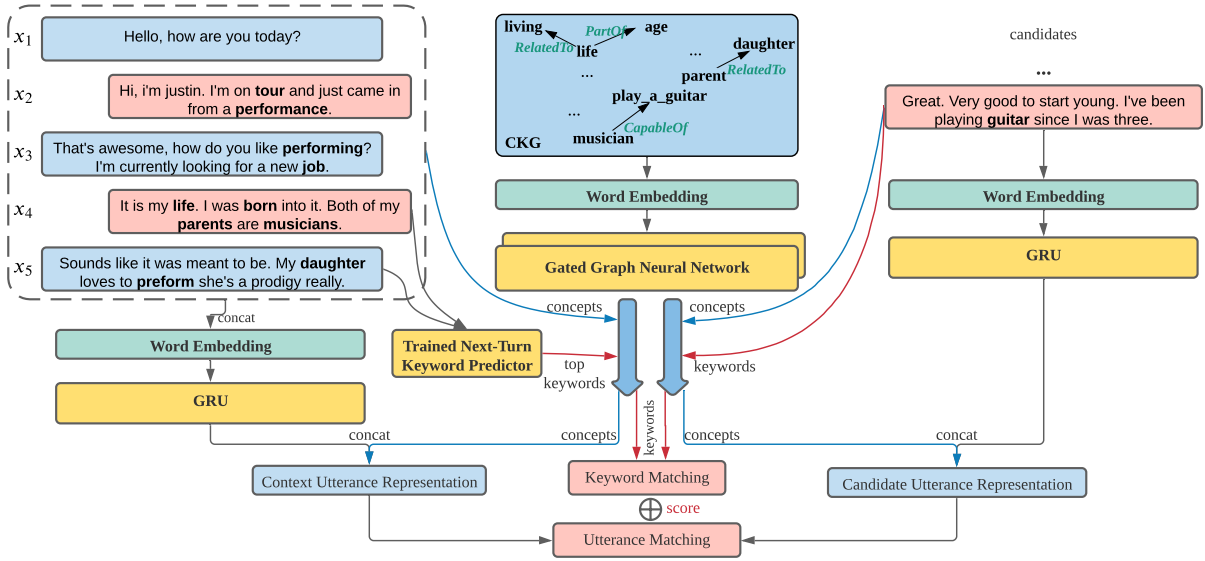 x1
Hello, how are you today?
x2
Hi, i'm justin. I'm on tour and just came in
from a performance.
x3
That's awesome, how do you like performing?
I'm currently looking for a new job.
x4
It is my life. I was born into it. Both of my
parents are musicians.
x5
Sounds like it was meant to be. My daughter
loves to preform she's a prodigy really.
concat
Word Embedding
GRU
Trained Next-Turn
Keyword Predictor
living
PartOf
age
RelatedTo
life
...
daughter
...
parent
RelatedTo
play_a_guitar
...
CapableOf
musician
CKG
Word Embedding
Gated Graph Neural Network
concepts
concepts
top
keywords
keywords
candidates
...
Great. Very good to start young. I've been
playing guitar since I was three.
Word Embedding
GRU
concat
concepts
keywords
concepts
concat
Context Utterance Representation
Keyword Matching
Candidate Utterance Representation
score
Utterance Matching